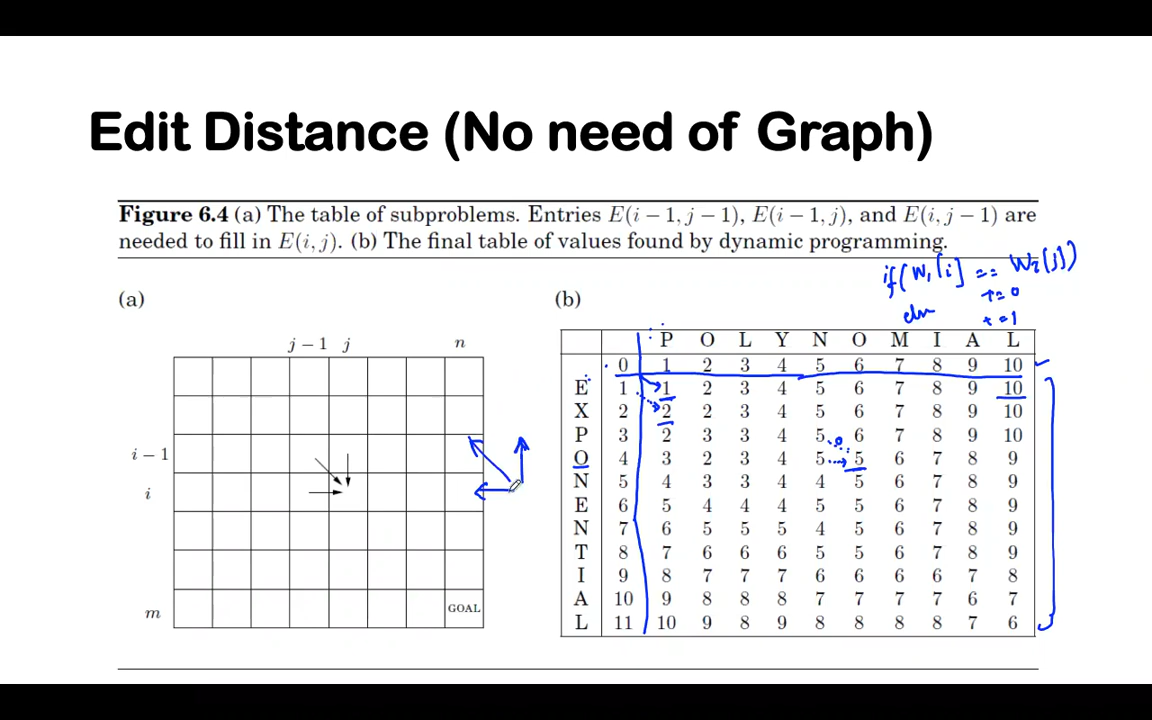 Edit Distance (No need of Graph)
Figure 6.4 (a) The table of subproblems. Entries E(i − 1, j − 1), E(i − 1, j), and E(i, j − 1) are
needed to fill in E(i, j). (b) The final table of values found by dynamic programming.
if (W1[i] == W2[j])
+= 0
else
+= 1
(a)
j − 1 j n
i − 1
i
m
GOAL
(b)
P O L Y N O M I A L
0 1 2 3 4 5 6 7 8 9 10
E 1 1 2 3 4 5 6 7 8 9 10
X 2 2 2 3 4 5 6 7 8 9 10
P 3 2 3 3 4 5 6 7 8 9 10
O 4 3 2 3 4 5 5 6 7 8 9
N 5 4 3 3 4 4 5 6 7 8 9
E 6 5 4 4 4 5 5 6 7 8 9
N 7 6 5 5 5 4 5 6 7 8 9
T 8 7 6 6 6 5 5 6 7 8 9
I 9 8 7 7 7 6 6 6 6 7 8
A 10 9 8 8 8 7 7 7 7 6 7
L 11 10 9 8 9 8 8 8 8 7 6